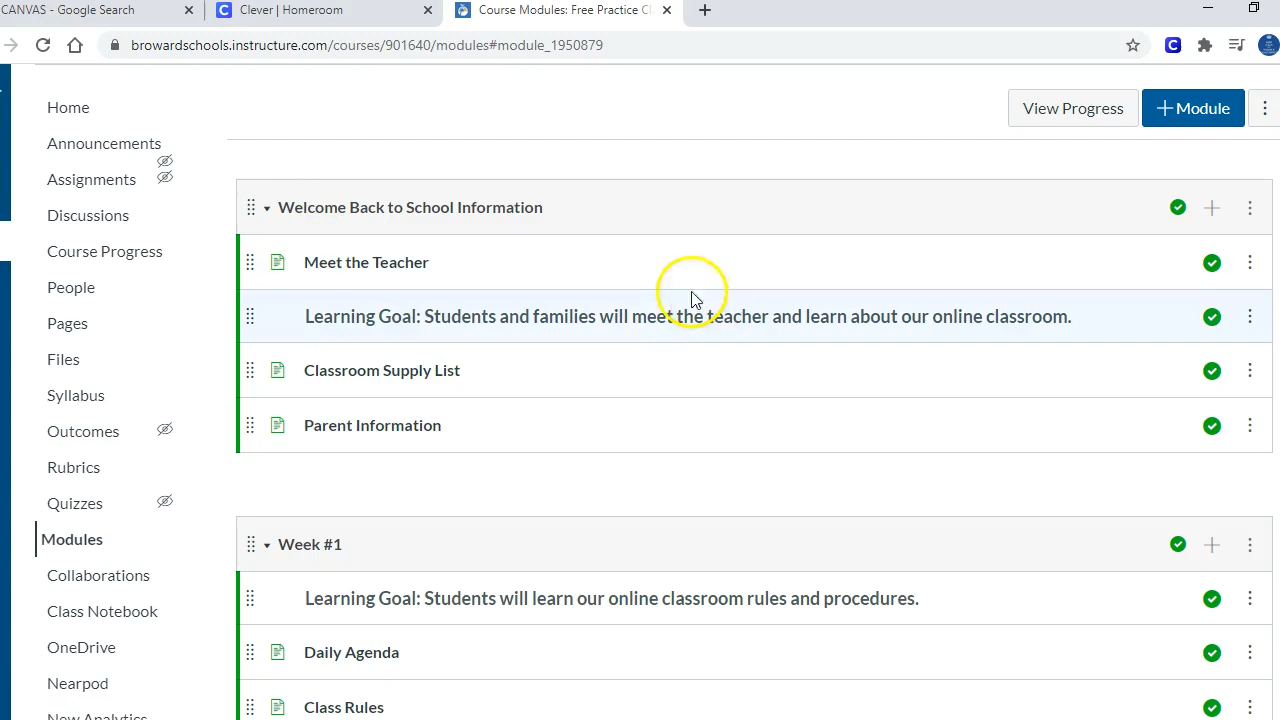 CANVAS - Google Search
Clever | Homeroom
Course Modules: Free Practice Cl
browardschools.instructure.com/courses/901640/modules#module_1950879
Home
Announcements
Assignments
Discussions
Course Progress
People
Pages
Files
Syllabus
Outcomes
Rubrics
Quizzes
Modules
Collaborations
Class Notebook
OneDrive
Nearpod
New Analytics
View Progress
+ Module
Welcome Back to School Information
Meet the Teacher
Learning Goal: Students and families will meet the teacher and learn about our online classroom.
Classroom Supply List
Parent Information
Week #1
Learning Goal: Students will learn our online classroom rules and procedures.
Daily Agenda
Class Rules